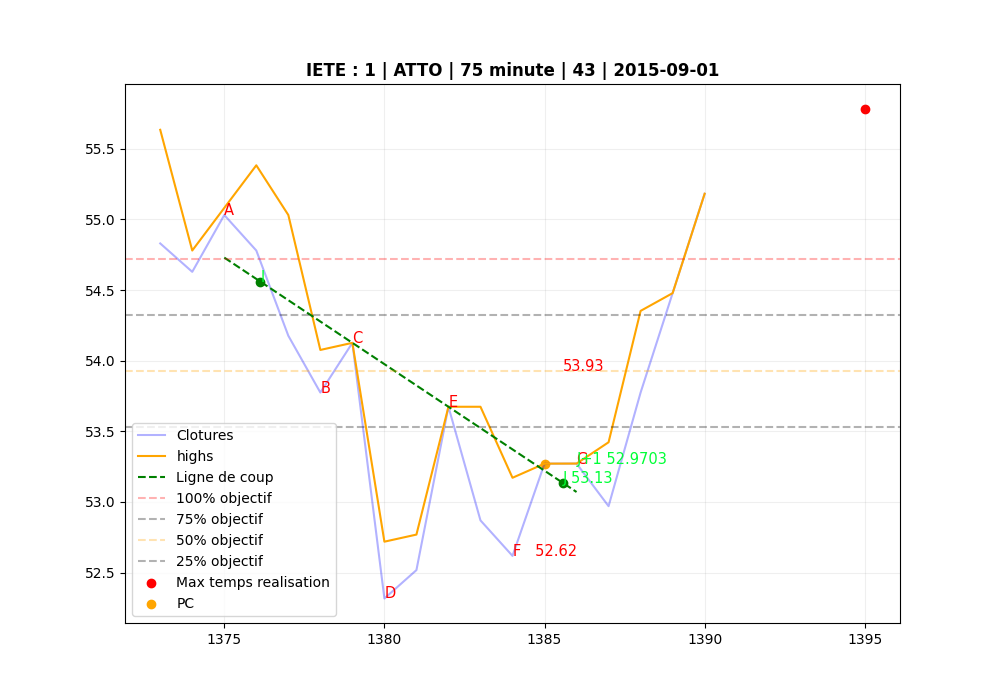 IETE : 1 | ATTO | 75 minute | 43 | 2015-09-01
55.5
55.0
54.5
54.0
53.5
53.0
52.5
A
B
C
D
E
F 52.62
53.93
G
+1 52.9703
53.13
Clotures
highs
Ligne de coup
100% objectif
75% objectif
50% objectif
25% objectif
Max temps realisation
PC
1375
1380
1385
1390
1395